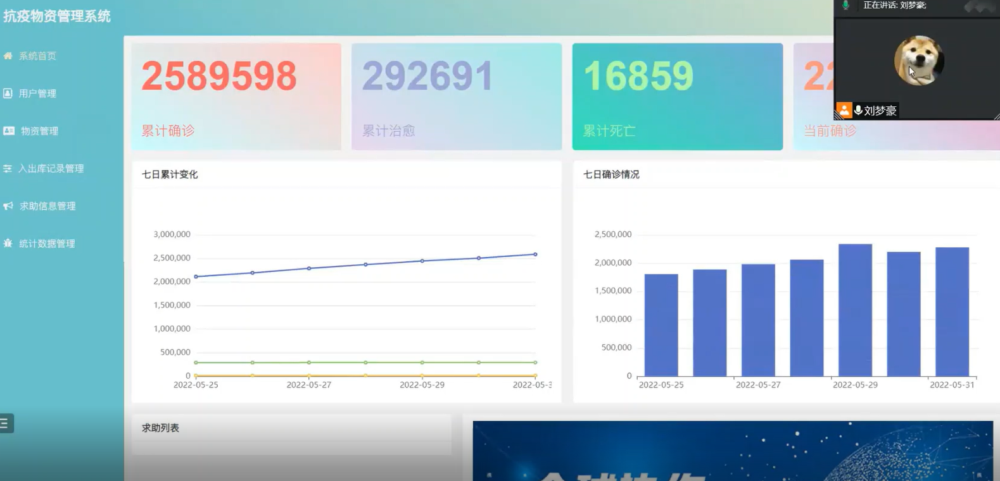 抗疫物资管理系统
正在讲话: 刘梦豪;
刘梦豪
系统首页
用户管理
物资管理
入出库记录管理
求助信息管理
统计数据管理
2589598
累计确诊
292691
累计治愈
16859
累计死亡
22
当前确诊
七日累计变化
3,000,000
2,500,000
2,000,000
1,500,000
1,000,000
500,000
0
2022-05-25
2022-05-27
2022-05-29
2022-05-3
七日确诊情况
2,500,000
2,000,000
1,500,000
1,000,000
500,000
0
2022-05-25
2022-05-27
2022-05-29
2022-05-31
求助列表
全球协作